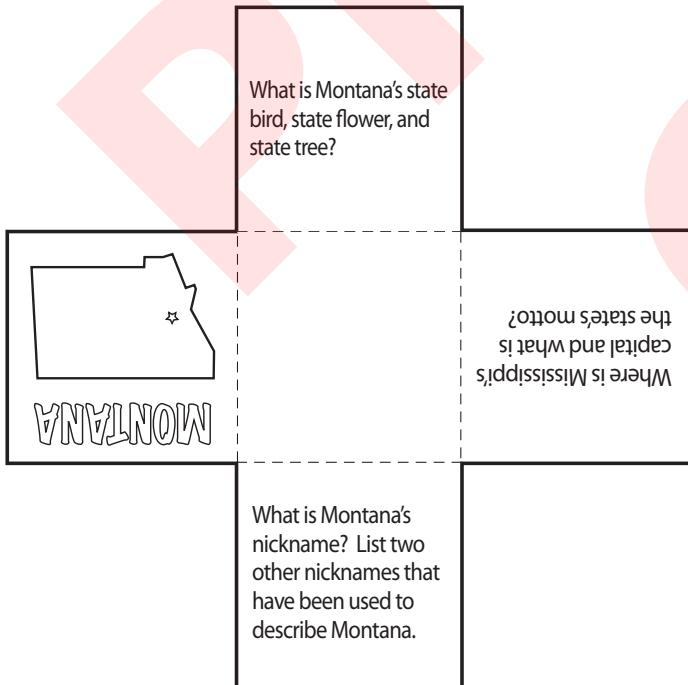 What is Montana's state
bird, state flower, and
state tree?
MONTANA
Where is Mississippi's
capital and what is
the state's motto?
What is Montana's
nickname?  List two
other nicknames that
have been used to
describe Montana.